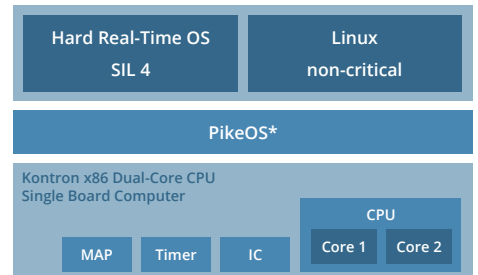 Hard Real-Time OS
SIL 4
Linux
non-critical
PikeOS*
Kontron x86 Dual-Core CPU
Single Board Computer
CPU
MAP
Timer
IC
Core 1
Core 2